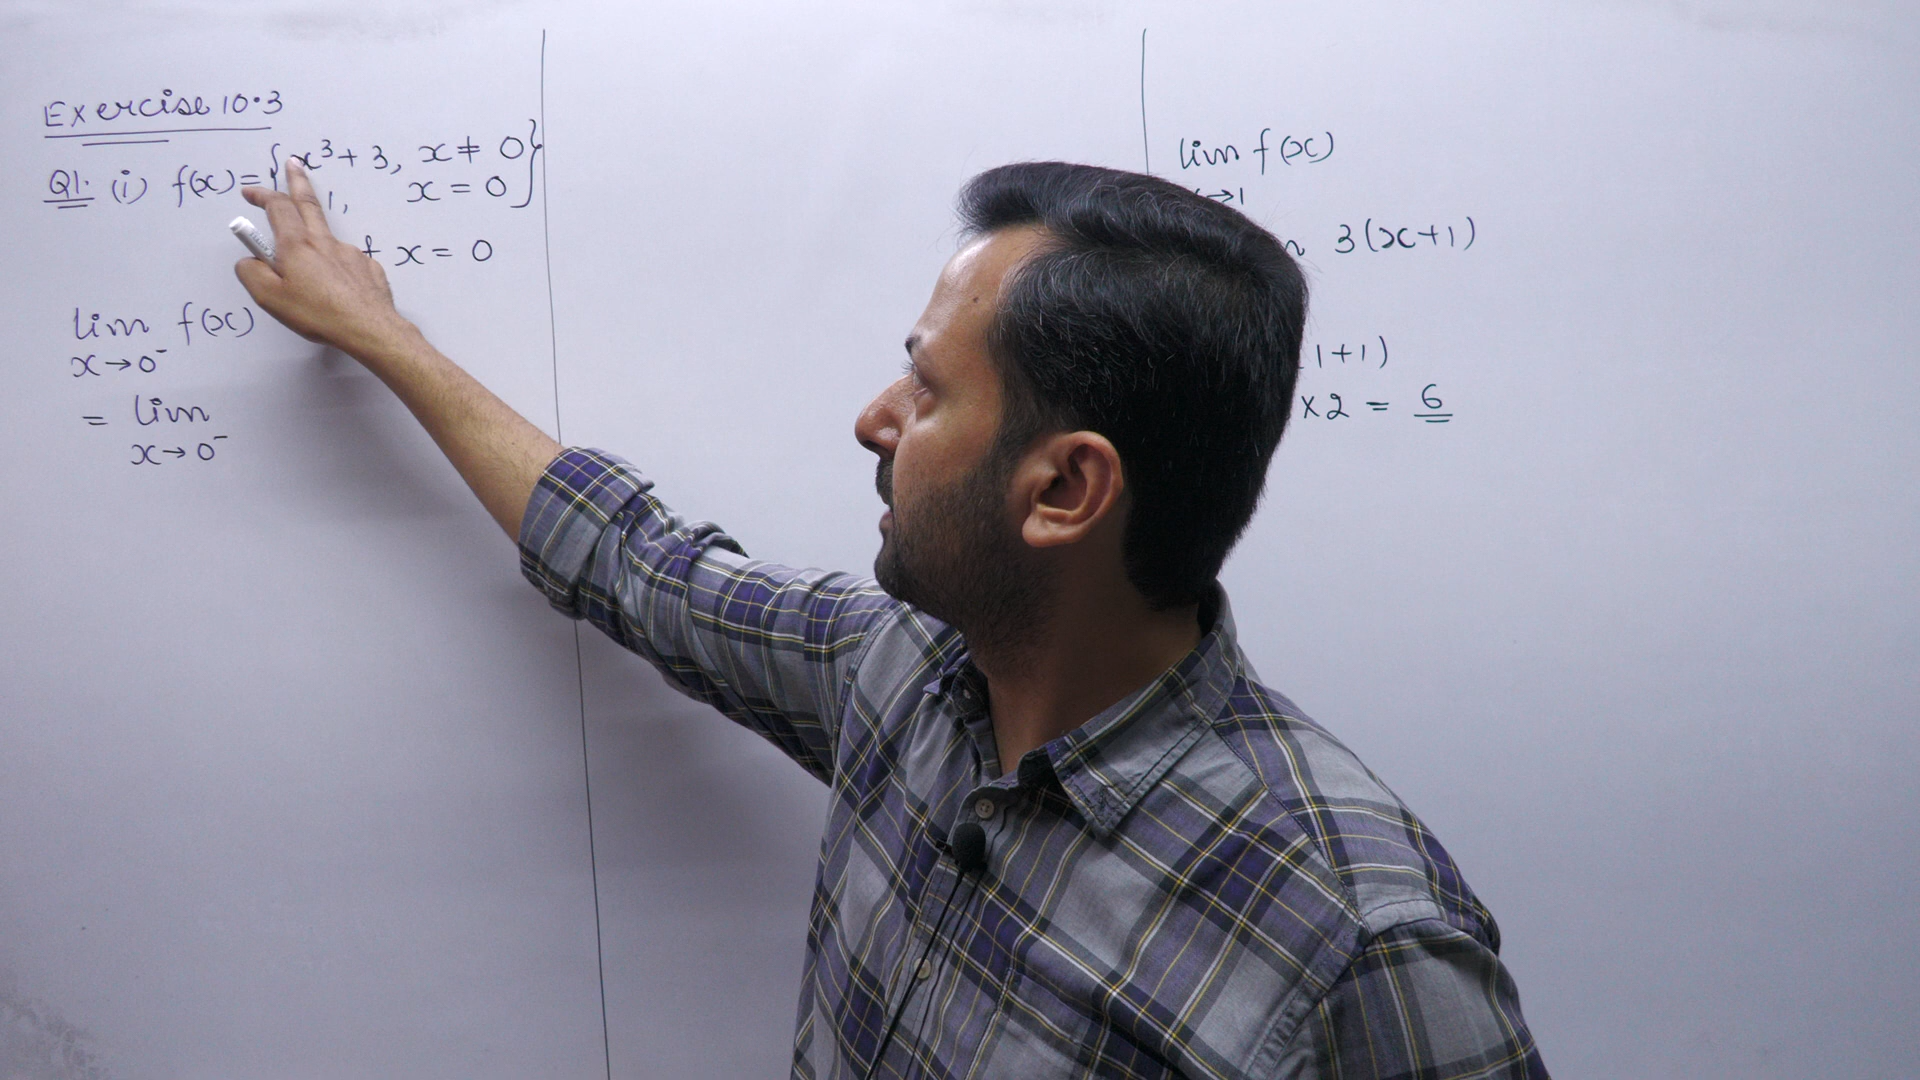 Exercise 10.3
Q1. (i) f(x) = { x³ + 3, x ≠ 0 }
1, x = 0
x = 0
lim f(x)
x → 0⁻
= lim
x → 0⁻
lim f(x)
→ 1
3(x+1)
1+1)
x 2 = 6